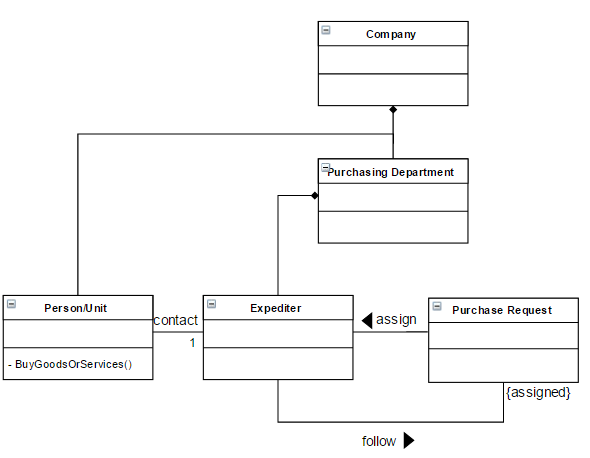 Company
Purchasing Department
Person/Unit
Expediter
Purchase Request
contact
assign
1
- BuyGoodsOrServices()
{assigned}
follow